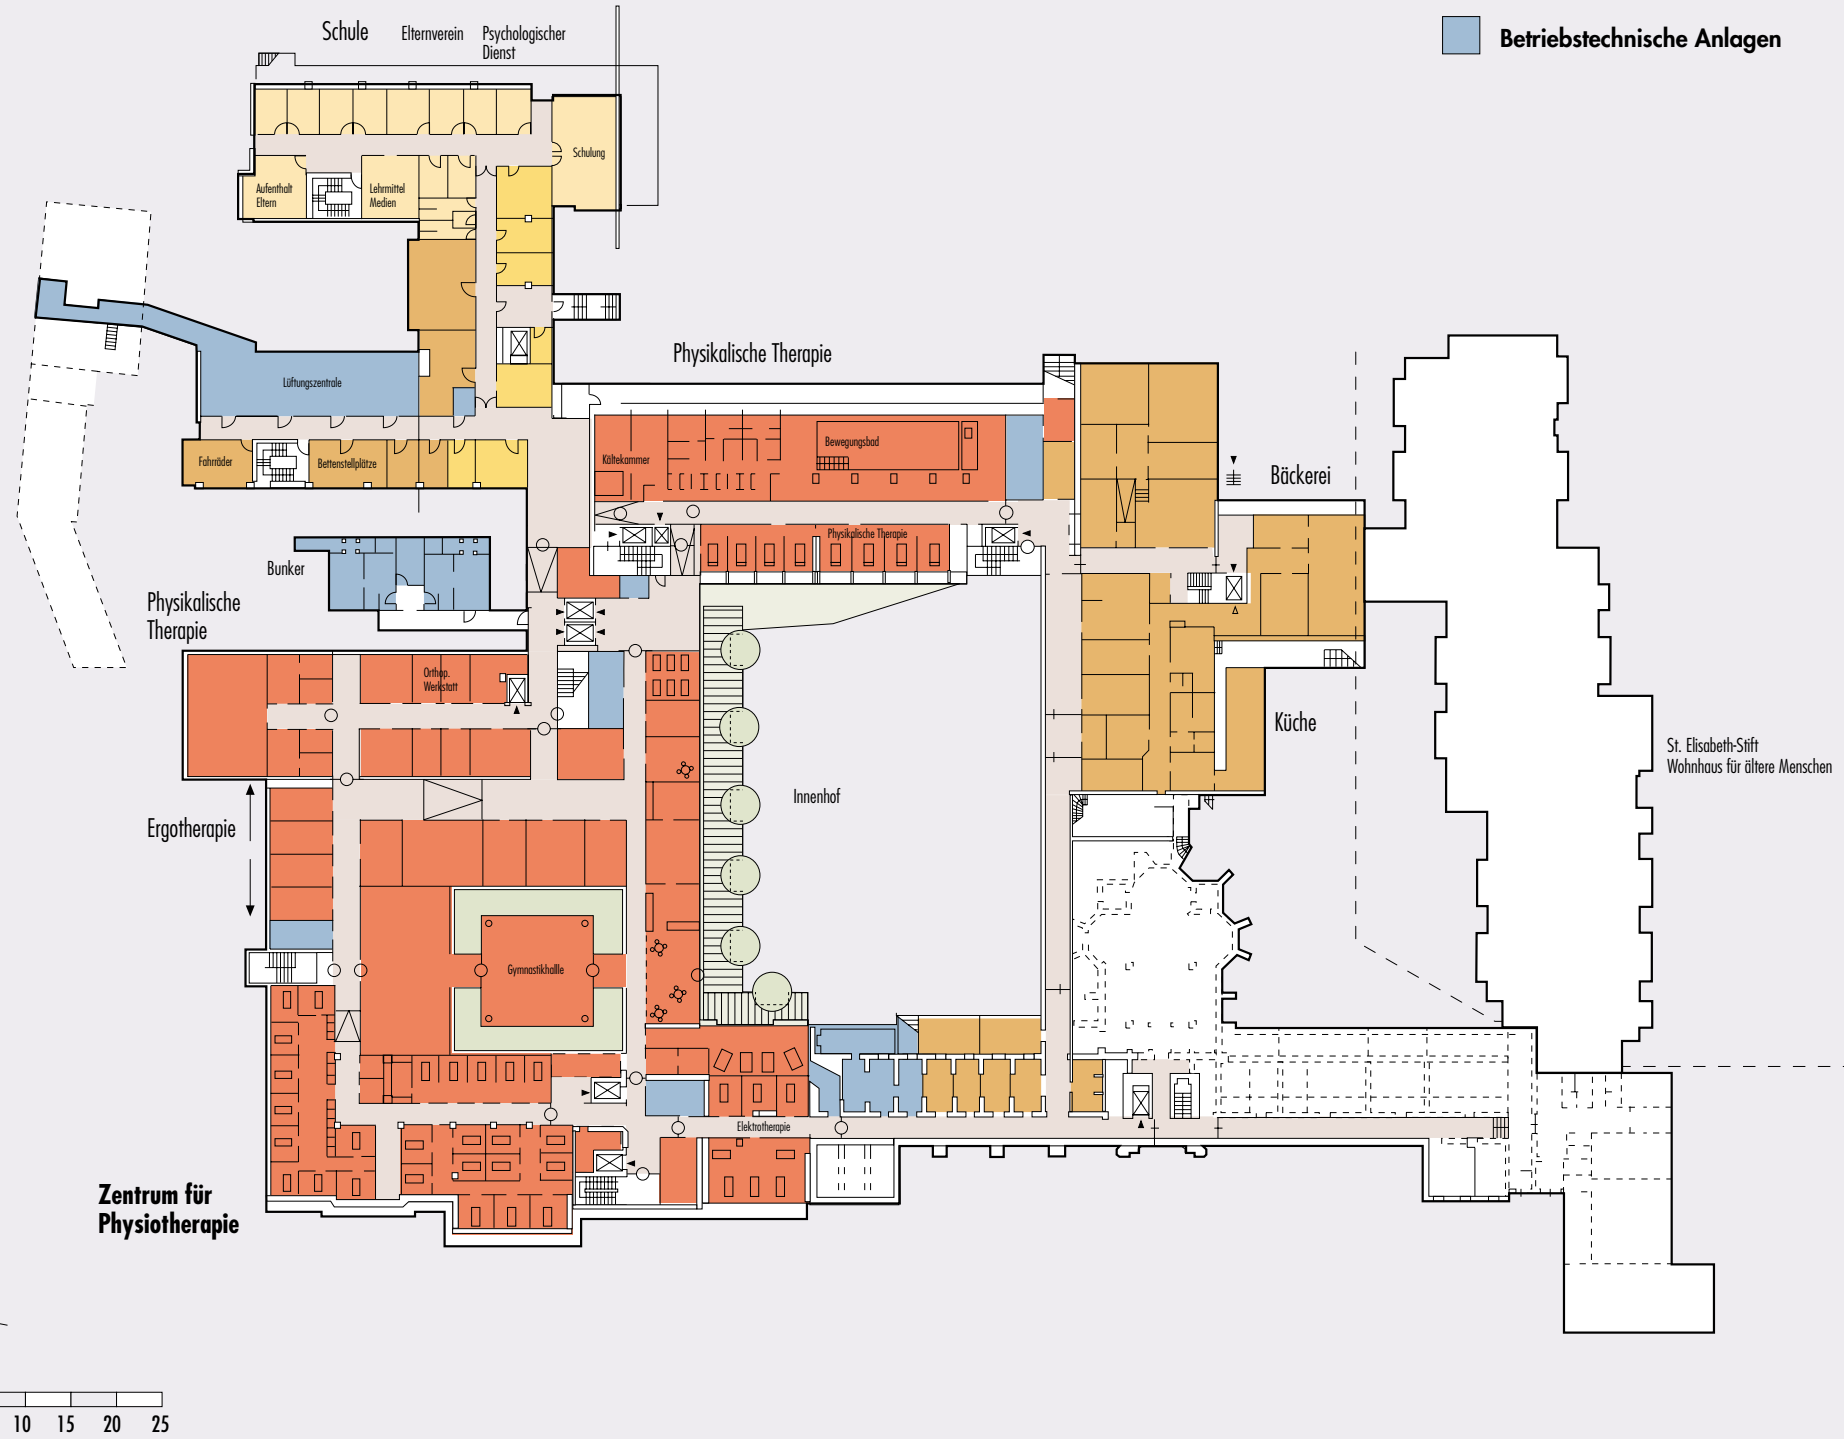 Schule
Elternverein
Psychologischer
Dienst
Betriebstechnische Anlagen
Schulung
Aufenthalt
Eltern
Lehrmittel
Medien
Lüftungszentrale
Physikalische Therapie
Fahrräder
Bettenstellplätze
Kältekammer
Bewegungsbad
Bäckerei
Physikalische Therapie
Bunker
Physikalische
Therapie
Orthop.
Werkstatt
Küche
St. Elisabeth-Stift
Wohnhaus für ältere Menschen
Innenhof
Ergotherapie
Gymnastikhallle
Elektrotherapie
Zentrum für
Physiotherapie
10 15 20 25